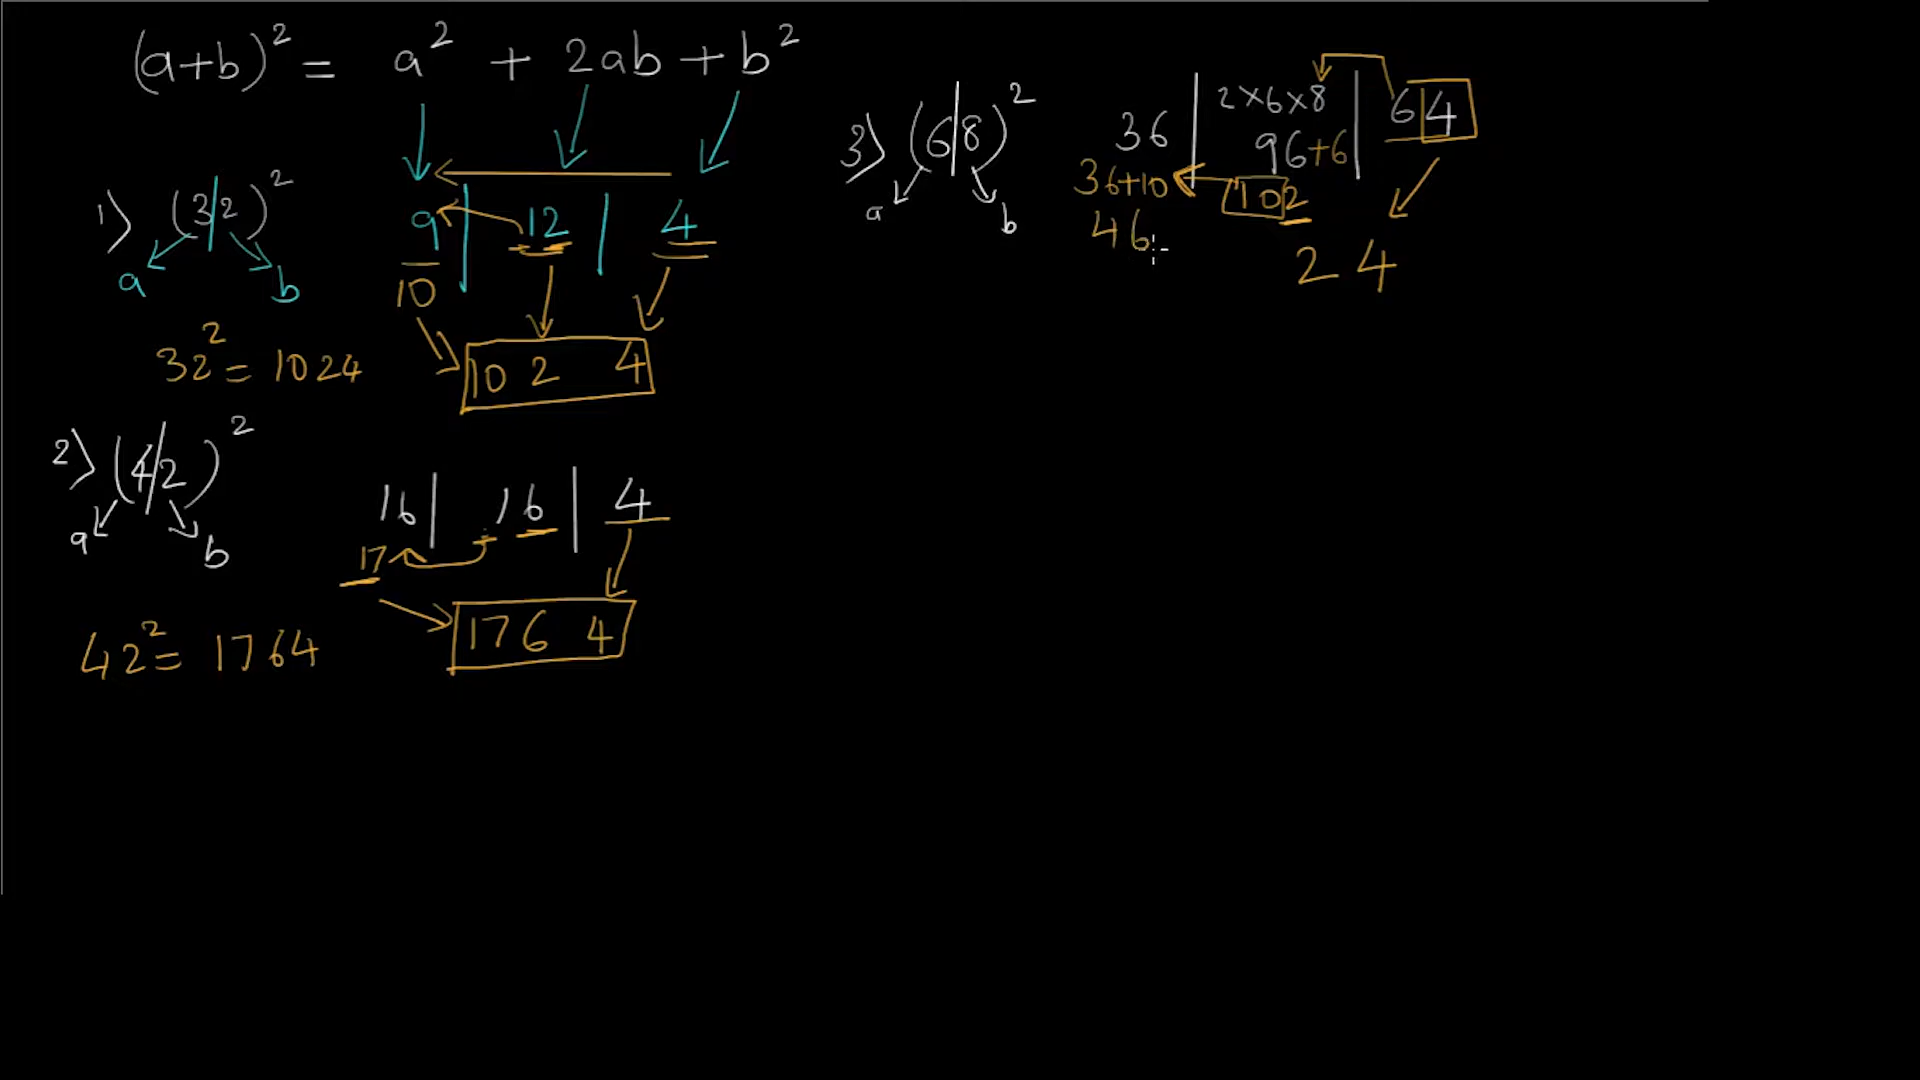 (a+b)² = a² + 2ab + b²
1) (3/2)²
a b
9 | 12 | 4
10
10 2 4
32² = 1024
2) (4/2)²
a b
16 | 16 | 4
17
176 4
42² = 1764
3) (6|8)²
a b
36 | 2×6×8 | 64
96+6
36+10 102
46
2 4